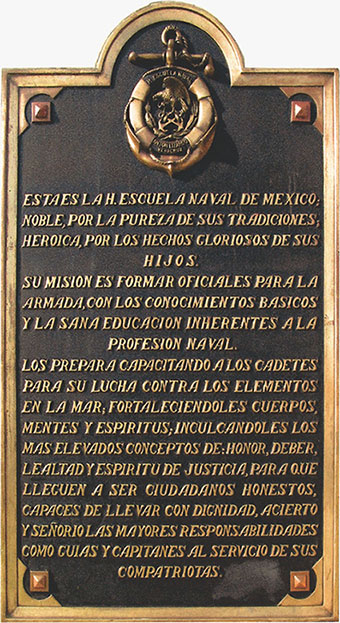 ESTA ES LA H. ESCUELA NAVAL DE MEXICO;
NOBLE, POR LA PUREZA DE SUS TRADICIONES;
HEROICA, POR LOS HECHOS GLORIOSOS DE SUS
HIJOS.
SU MISION ES FORMAR OFICIALES PARA LA
ARMADA, CON LOS CONOCIMIENTOS BASICOS
Y LA SANA EDUCACION INHERENTES A LA
PROFESION NAVAL.
LOS PREPARA CAPACITANDO A LOS CADETES
PARA SU LUCHA CONTRA LOS ELEMENTOS
EN LA MAR; FORTALECIENDOLES CUERPOS,
MENTES Y ESPIRITUS; INCULCANDOLES LOS
MAS ELEVADOS CONCEPTOS DE: HONOR, DEBER,
LEALTAD Y ESPIRITU DE JUSTICIA, PARA QUE
LLEGUEN A SER CIUDADANOS HONESTOS,
CAPACES DE LLEVAR CON DIGNIDAD, ACIERTO
Y SEÑORIO LAS MAYORES RESPONSABILIDADES
COMO GUIAS Y CAPITANES AL SERVICIO DE SUS
COMPATRIOTAS.